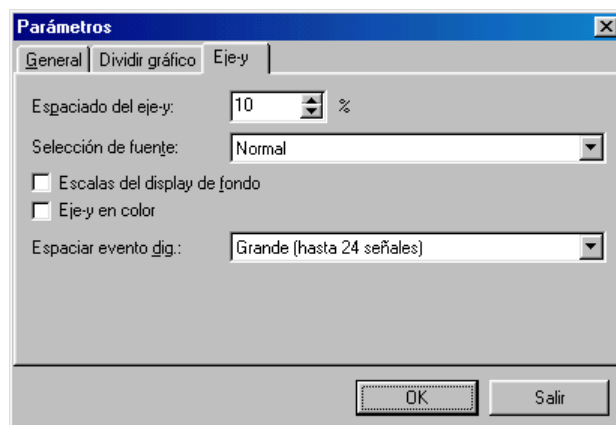 Parámetros
General Dividir gráfico Eje-y
Espaciado del eje-y: 10 %
Selección de fuente: Normal
Escalas del display de fondo
Eje-y en color
Espaciar evento dig.: Grande (hasta 24 señales)
OK Salir